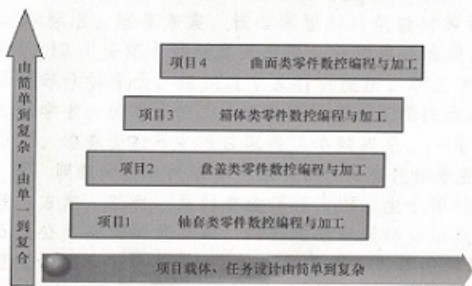 项目4 曲面类零件数控编程与加工
项目3 箱体类零件数控编程与加工
项目2 盘盖类零件数控编程与加工
项目1 轴套类零件数控编程与加工
由简单到复杂，由单一到复合
项目载体、任务设计由简单到复杂